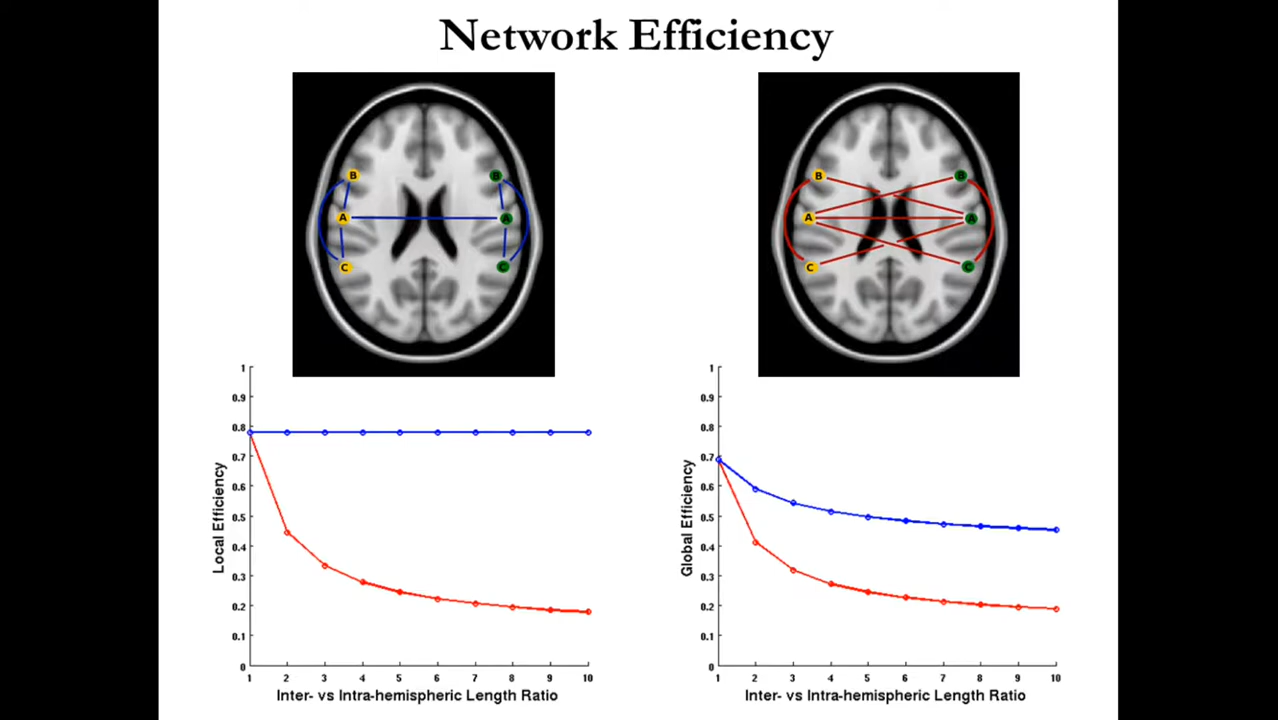 Network Efficiency
B B
A A
C C
B B
A A
C C
1
0.9
0.8
0.7
0.6
0.5
0.4
0.3
0.2
0.1
0
Local Efficiency
1 2 3 4 5 6 7 8 9 10
Inter- vs Intra-hemispheric Length Ratio
1
0.9
0.8
0.7
0.6
0.5
0.4
0.3
0.2
0.1
0
Global Efficiency
1 2 3 4 5 6 7 8 9 10
Inter- vs Intra-hemispheric Length Ratio